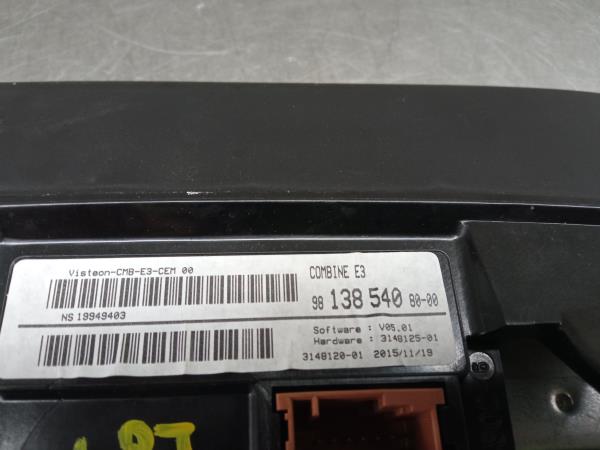 Visteon-CMB-E3-CEM 00
COMBINE E3
98 138 540 80-00
NS 19949403
Software : V05.01
Hardware : 3148125-01
3148120-01 2015/11/19